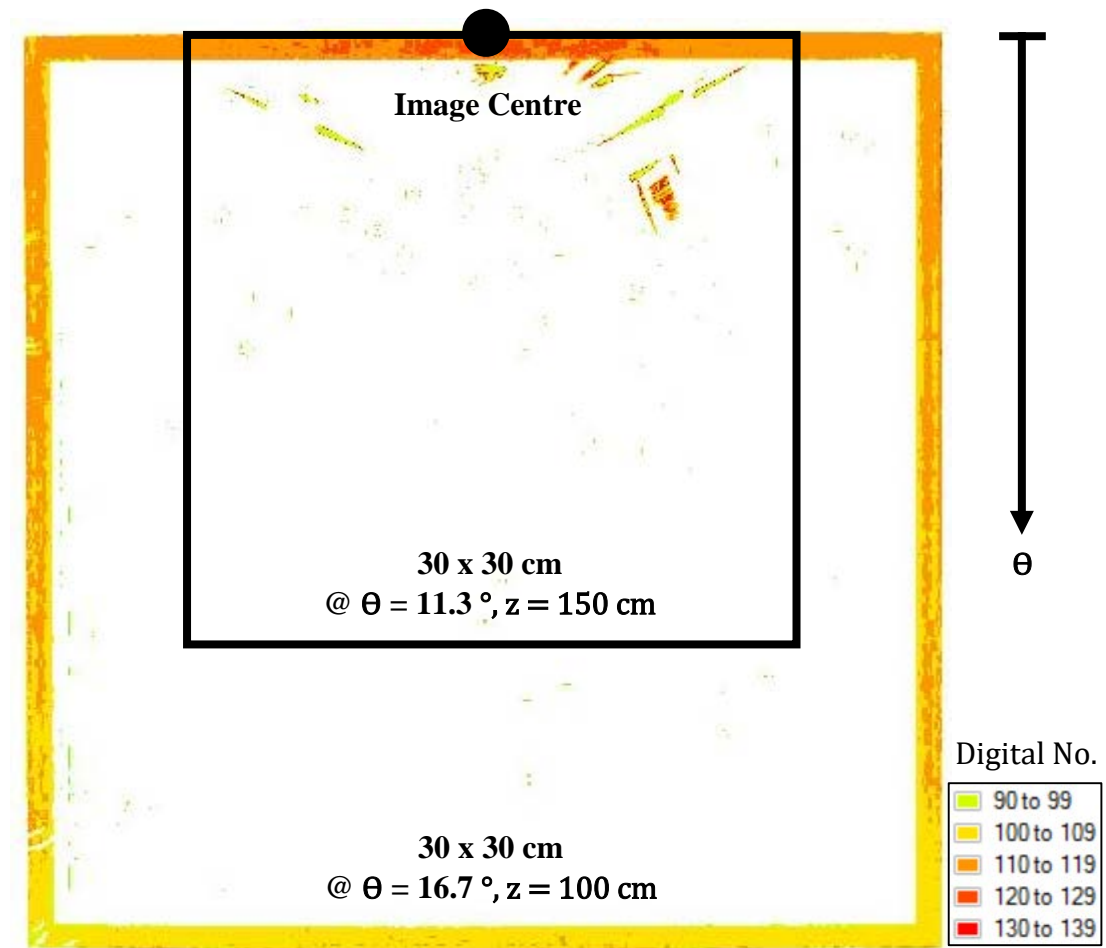 Image Centre
30 x 30 cm
@ Θ = 11.3 °, z = 150 cm
Θ
30 x 30 cm
@ Θ = 16.7 °, z = 100 cm
Digital No.
90 to 99
100 to 109
110 to 119
120 to 129
130 to 139